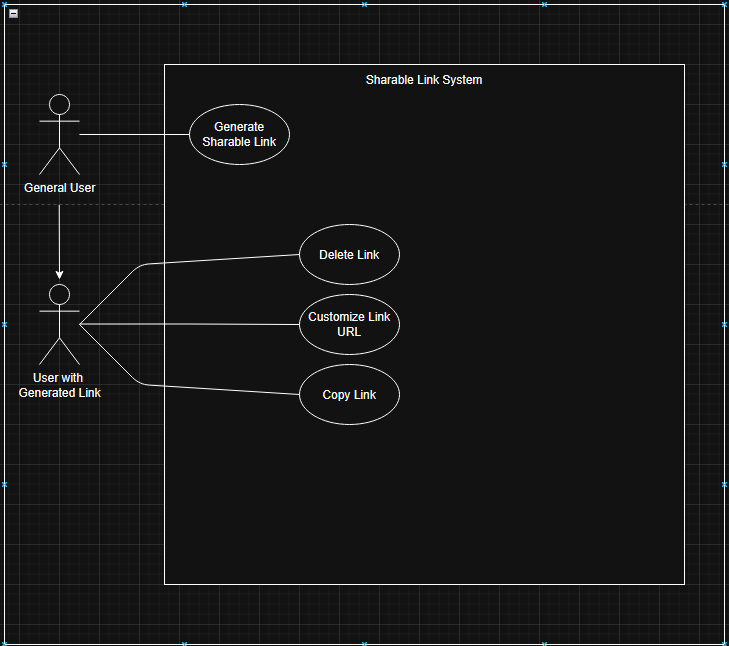 Sharable Link System
Generate
Sharable Link
General User
Delete Link
Customize Link
URL
Copy Link
User with
Generated Link